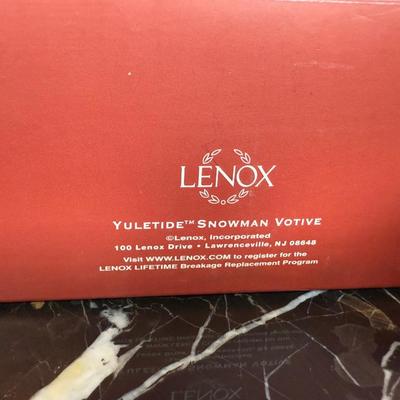 LENOX
YULETIDE™ SNOWMAN VOTIVE
©Lenox, Incorporated
100 Lenox Drive • Lawrenceville, NJ 08648
Visit WWW.LENOX.COM to register for the
LENOX LIFETIME Breakage Replacement Program